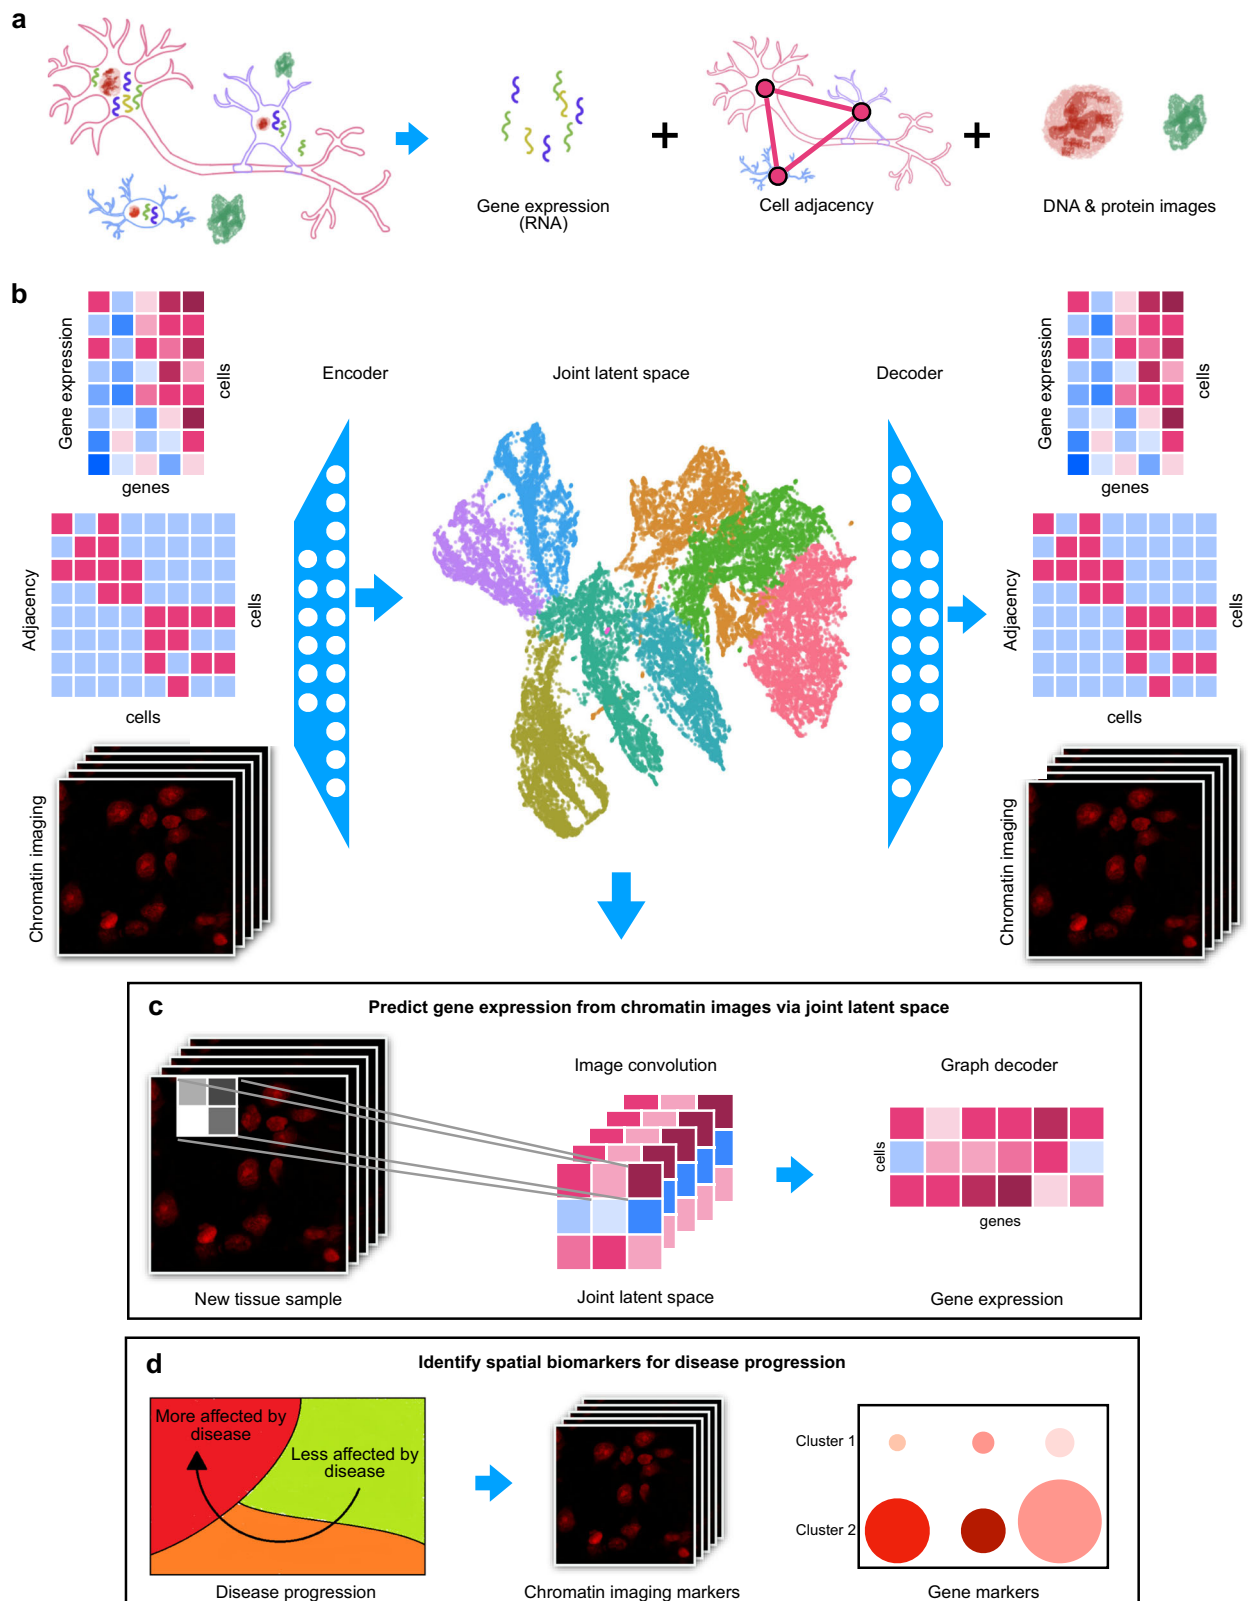 a
Gene expression
(RNA)
Cell adjacency
DNA & protein images
b
Gene expression
cells
genes
Encoder
Joint latent space
Decoder
Gene expression
cells
genes
Adjacency
cells
cells
Adjacency
cells
cells
Chromatin imaging
Chromatin imaging
c
Predict gene expression from chromatin images via joint latent space
Image convolution
Graph decoder
cells
genes
New tissue sample
Joint latent space
Gene expression
d
Identify spatial biomarkers for disease progression
More affected by
disease
Less affected by
disease
Cluster 1
Cluster 2
Disease progression
Chromatin imaging markers
Gene markers